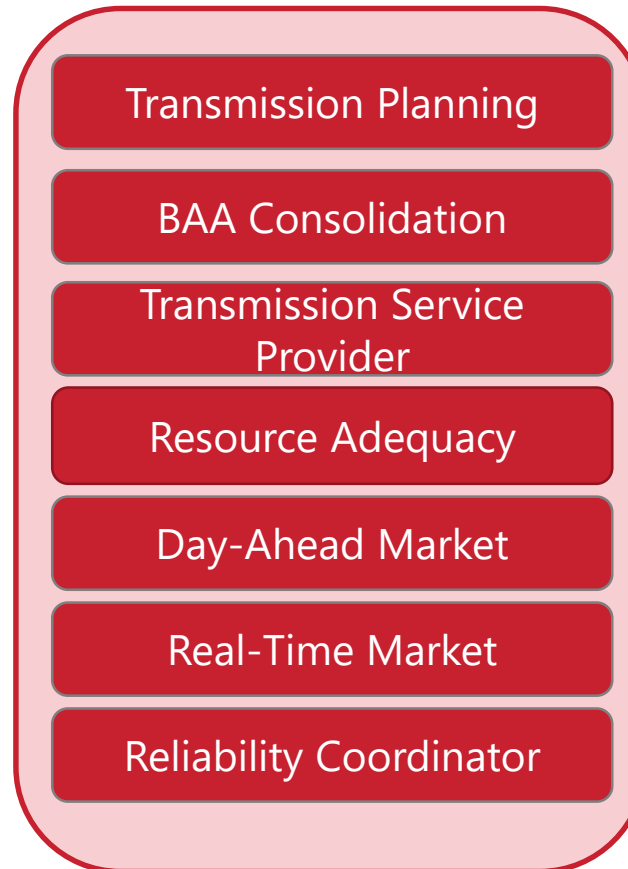 Transmission Planning
BAA Consolidation
Transmission Service
Provider
Resource Adequacy
Day-Ahead Market
Real-Time Market
Reliability Coordinator